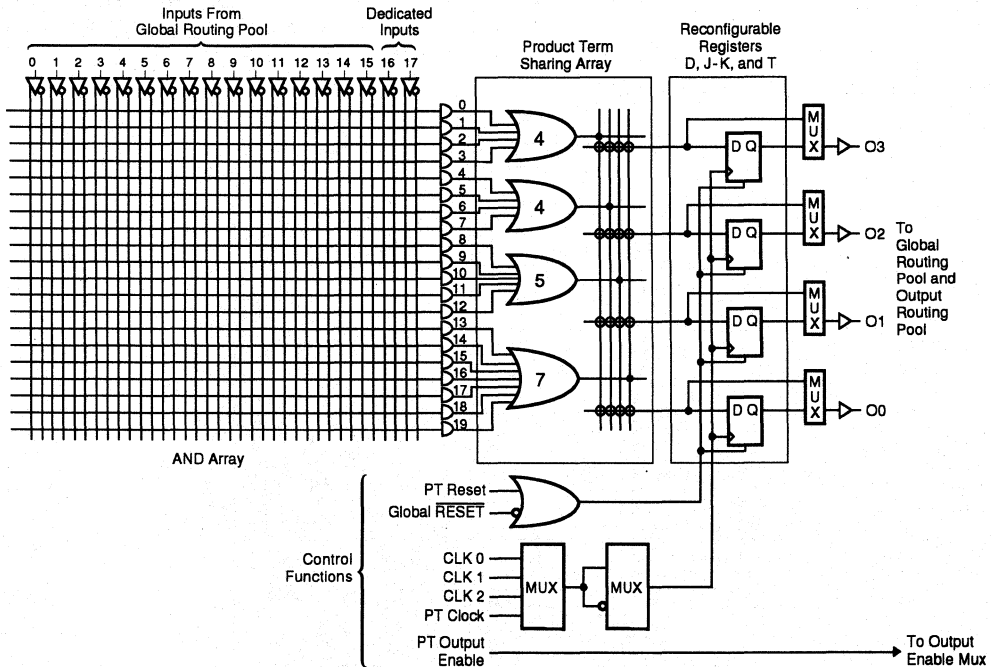 Inputs From
Global Routing Pool
Dedicated
Inputs
0 1 2 3 4 5 6 7 8 9 10 11 12 13 14 15 16 17
Product Term
Sharing Array
Reconfigurable
Registers
D, J-K, and T
0
1
2
3
4
5
6
7
8
9
10
11
12
13
14
15
16
17
18
19
4
4
5
7
D Q
D Q
D Q
D Q
MUX
MUX
MUX
MUX
O3
O2
O1
O0
To
Global
Routing
Pool and
Output
Routing
Pool
AND Array
Control
Functions
PT Reset
Global RESET
CLK 0
CLK 1
CLK 2
PT Clock
MUX
MUX
PT Output
Enable
To Output
Enable Mux